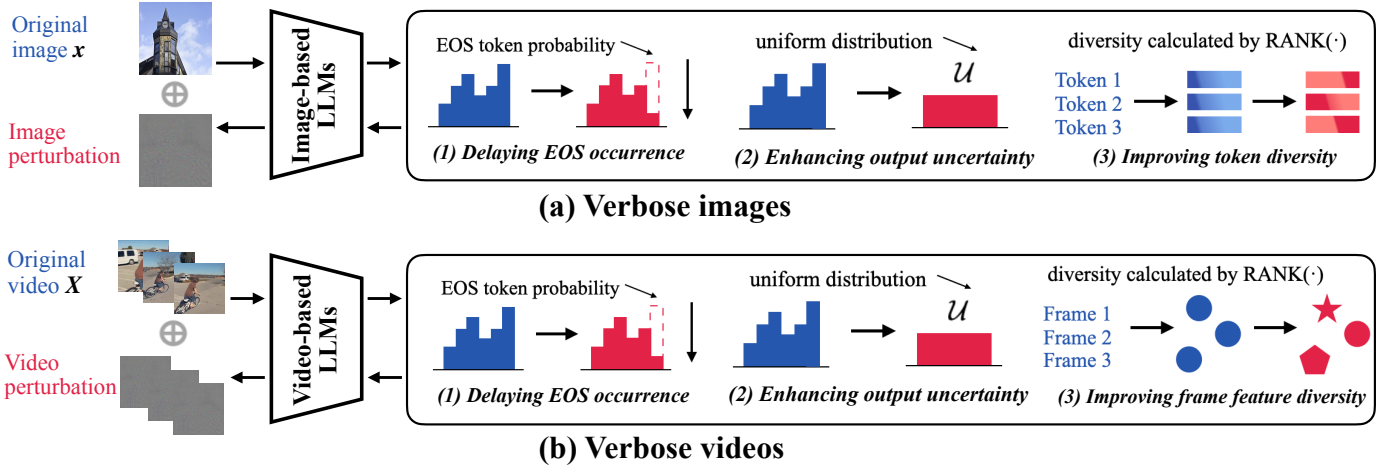 Original
image x
Image
perturbation
Image-based
LLMs
EOS token probability
(1) Delaying EOS occurrence
uniform distribution
U
(2) Enhancing output uncertainty
diversity calculated by RANK(·)
Token 1
Token 2
Token 3
(3) Improving token diversity
(a) Verbose images
Original
video X
Video
perturbation
Video-based
LLMs
EOS token probability
(1) Delaying EOS occurrence
uniform distribution
U
(2) Enhancing output uncertainty
diversity calculated by RANK(·)
Frame 1
Frame 2
Frame 3
(3) Improving frame feature diversity
(b) Verbose videos